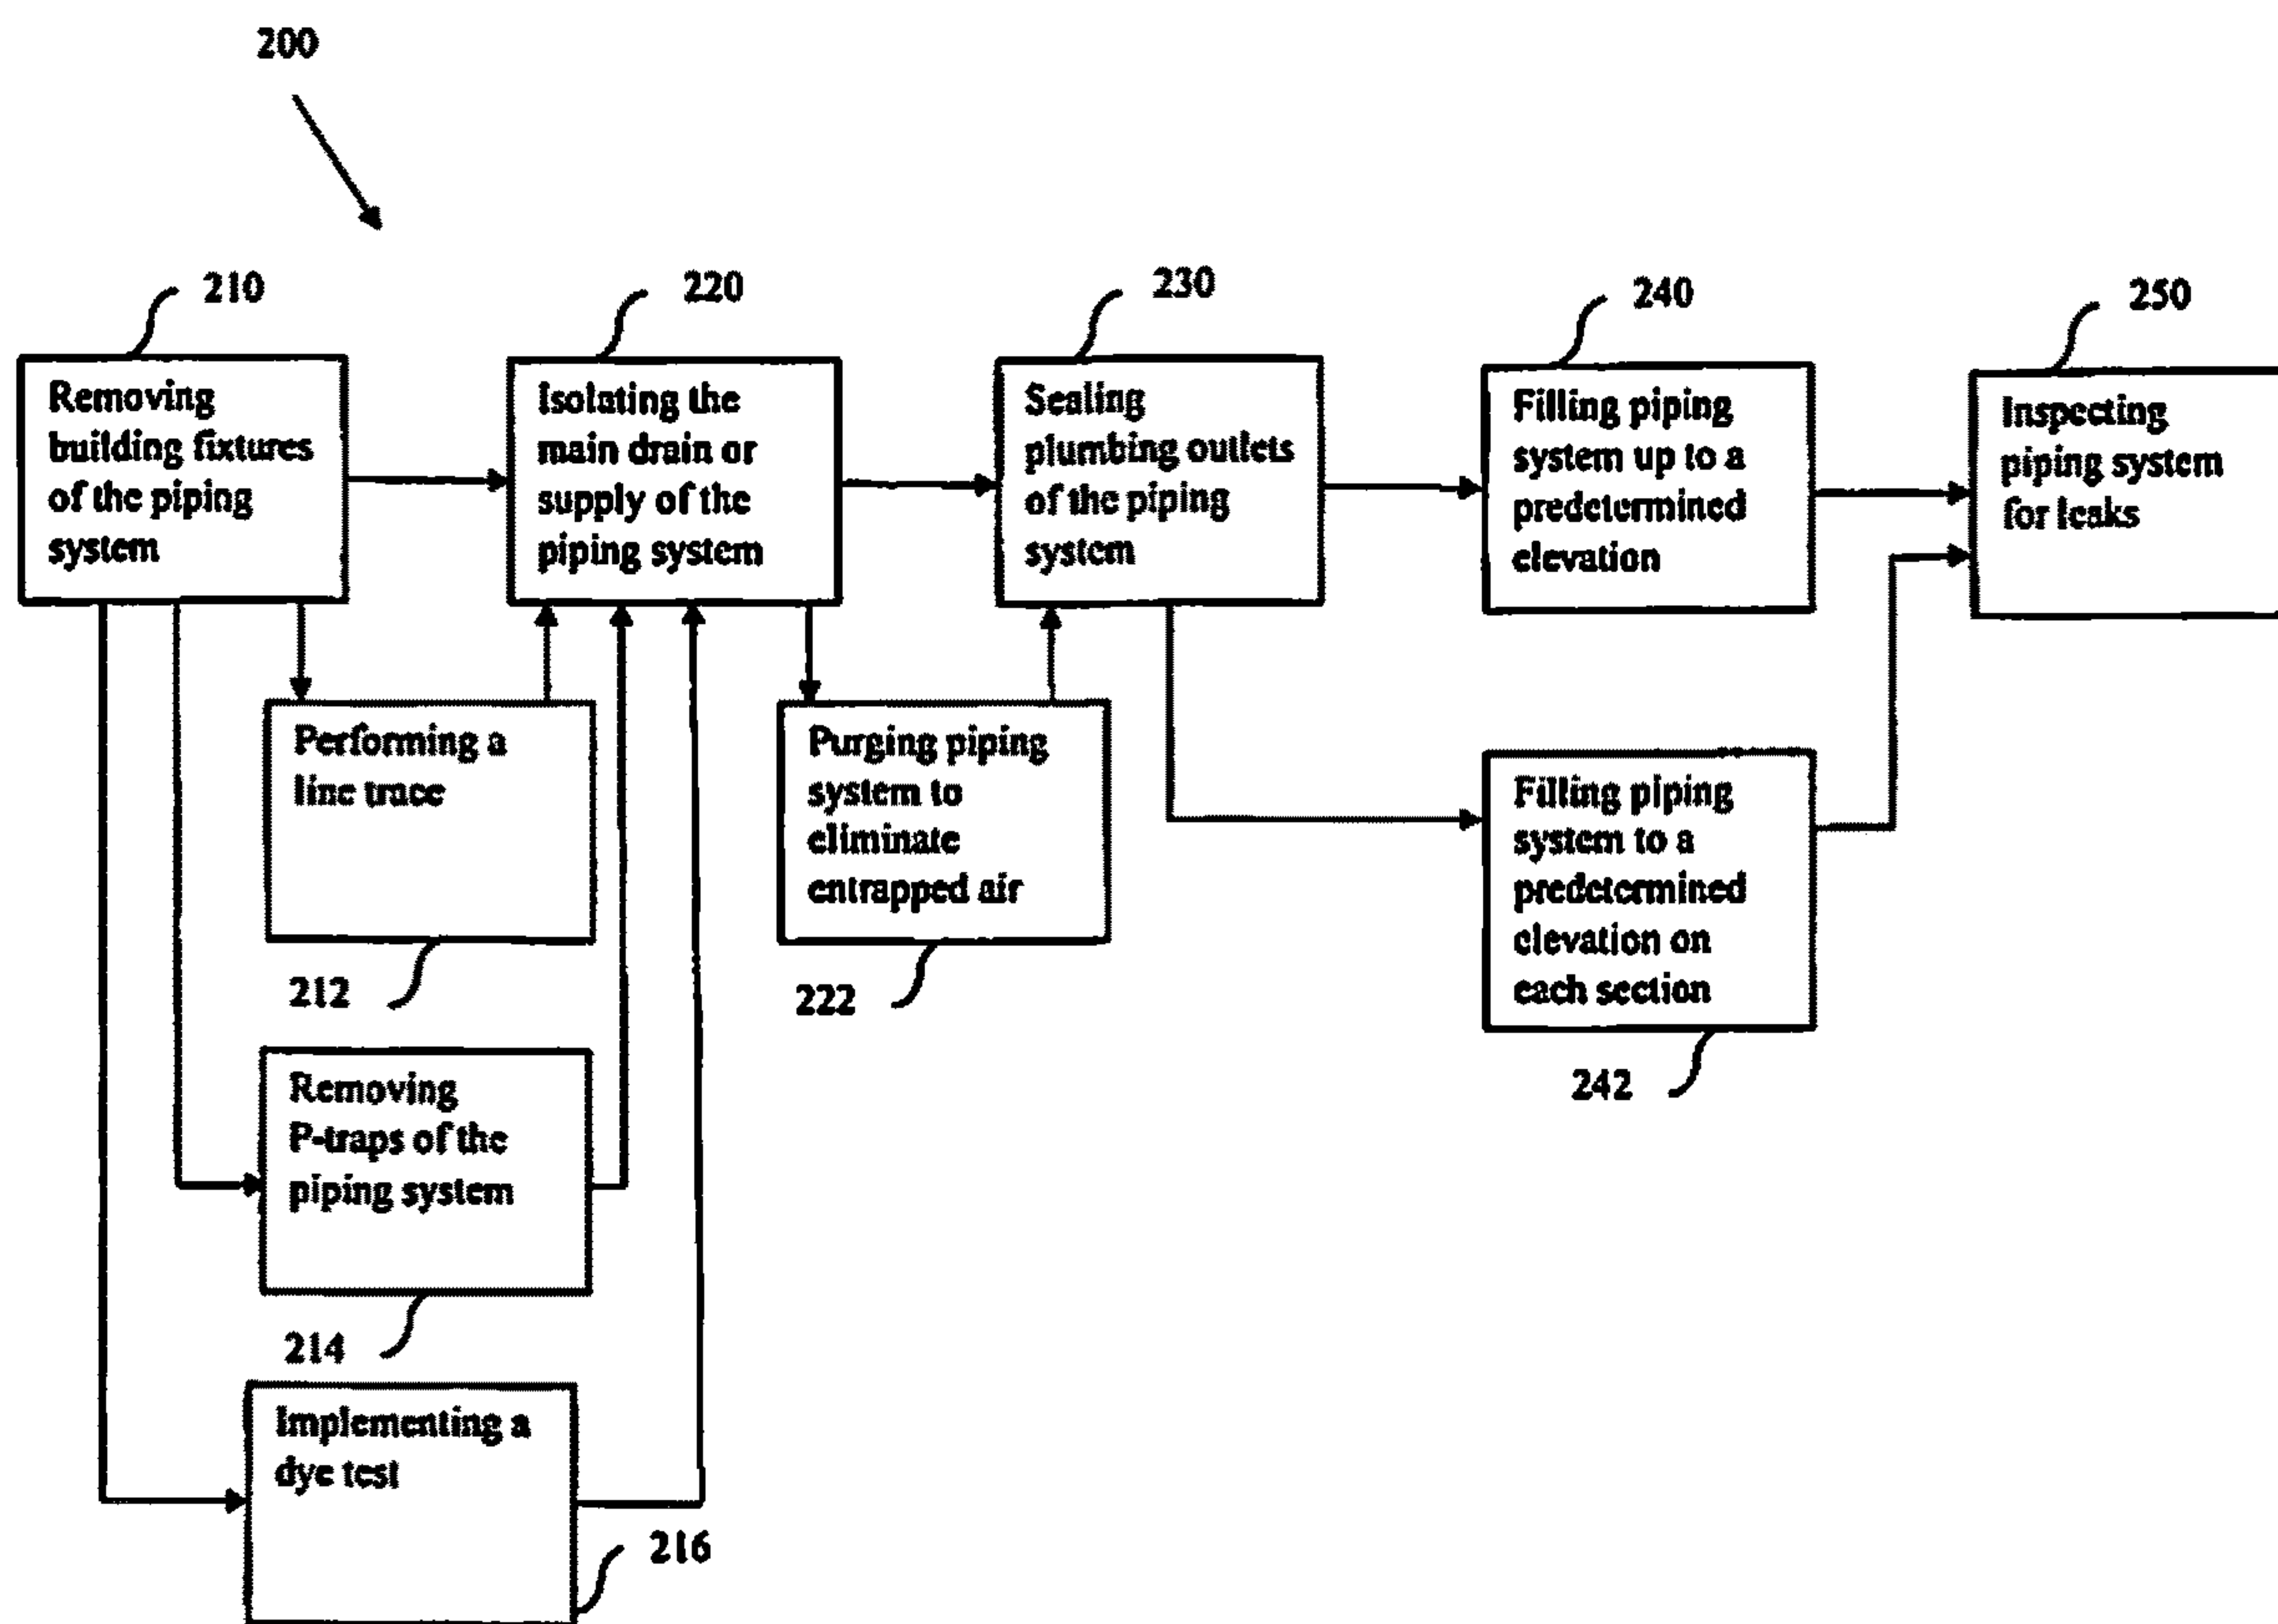 200
210
220
230
240
250
Removing
building fixtures
of the piping
system
Isolating the
main drain or
supply of the
piping system
Sealing
plumbing outlets
of the piping
system
Filling piping
system up to a
predetermined
elevation
Inspecting
piping system
for leaks
Performing a
line trace
212
Purging piping
system to
eliminate
entrapped air
222
Filling piping
system to a
predetermined
elevation on
each section
242
Removing
P-traps of the
piping system
214
Implementing a
dye test
216